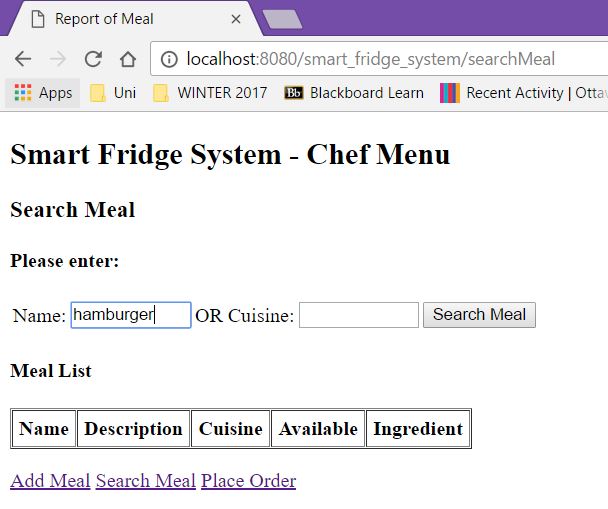 Report of Meal
localhost:8080/smart_fridge_system/searchMeal
Apps Uni WINTER 2017 Bb Blackboard Learn Recent Activity | Otta
Smart Fridge System - Chef Menu
Search Meal
Please enter:
Name: hamburger OR Cuisine: Search Meal
Meal List
Name Description Cuisine Available Ingredient
Add Meal Search Meal Place Order